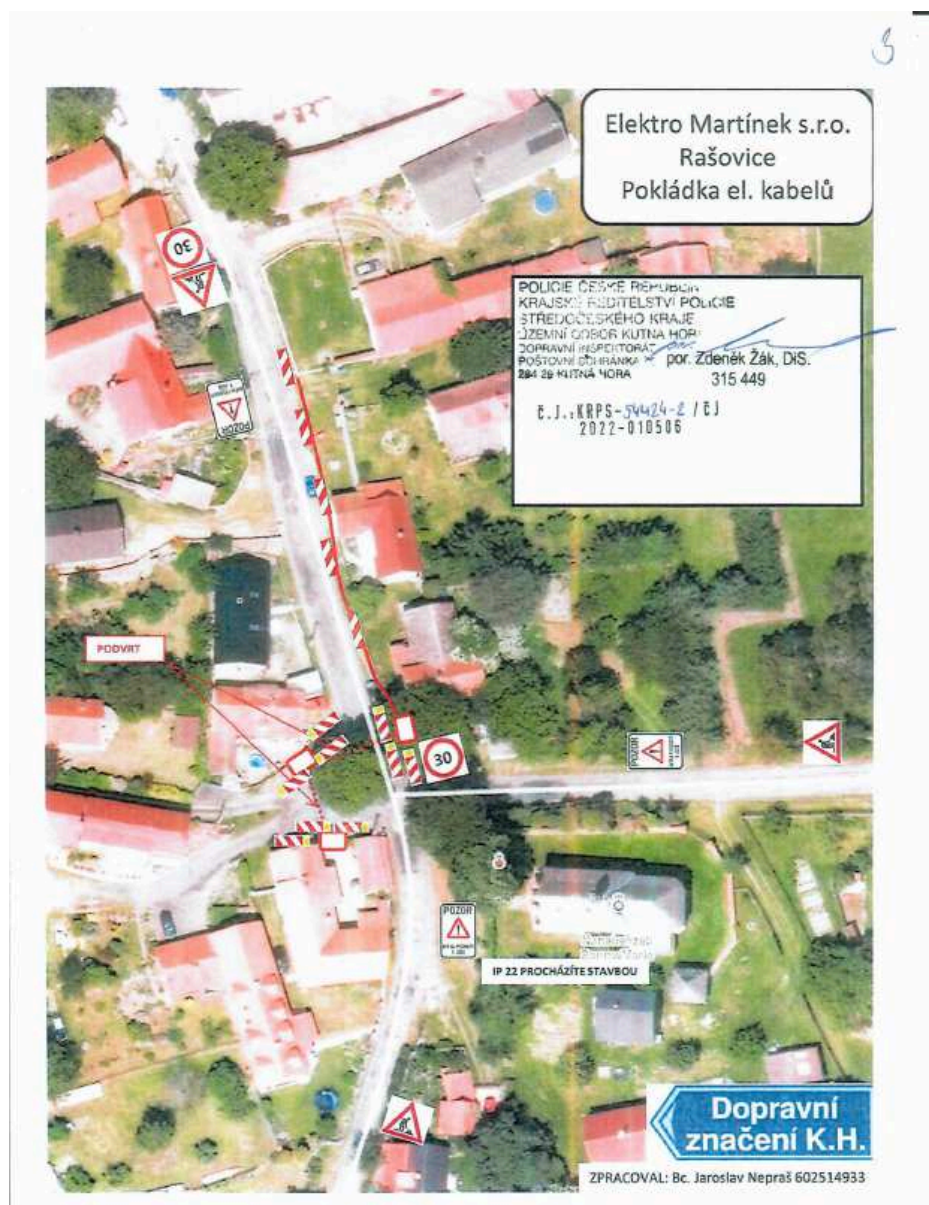 3
Elektro Martínek s.r.o.
Rašovice
Pokládka el. kabelů
POLICIE ČESKÉ REPUBLIKY
KRAJSKÉ ŘEDITELSTVÍ POLICIE
STŘEDOČESKÉHO KRAJE
ÚZEMNÍ ODBOR KUTNÁ HORA
DOPRAVNÍ INSPEKTORÁT
POŠTOVNÍ SCHRÁNKA
284 26 KUTNÁ HORA
por. Zdeněk Žák, DiS.
315 449
Č.J.:KRPS-54424-2 /ČJ
2022-010506
30
POZOR
PODVRT
30
POZOR
POZOR
IP 22 PROCHÁZÍTE STAVBOU
Dopravní
značení K.H.
ZPRACOVAL: Bc. Jaroslav Nepraš 602514933